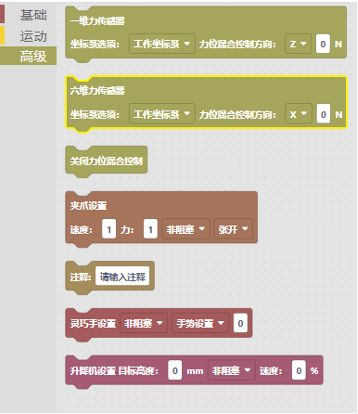 基础
运动
高级
一维力传感器
坐标系选项： 工作坐标系 力位混合控制方向： Z 0 N
六维力传感器
坐标系选项： 工作坐标系 力位混合控制方向： X 0 N
关闭力位混合控制
夹爪设置
速度： 1 力： 1 非阻塞 张开
注释: 请输入注释
灵巧手设置 非阻塞 手势设置 0
升降机设置 目标高度： 0 mm 非阻塞 速度： 0 %